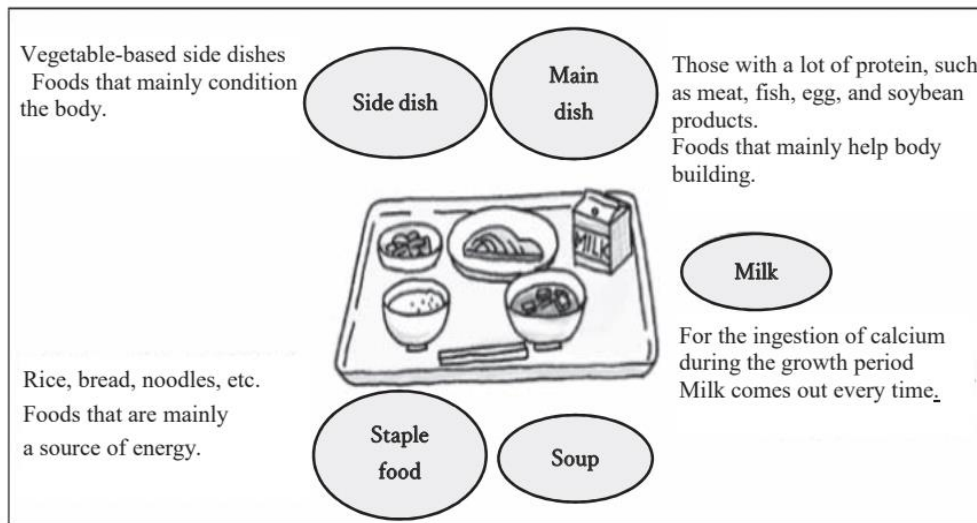 Vegetable-based side dishes
Foods that mainly condition
the body.
Side dish
Main
dish
Those with a lot of protein, such
as meat, fish, egg, and soybean
products.
Foods that mainly help body
building.
MILK
Milk
For the ingestion of calcium
during the growth period
Milk comes out every time.
Rice, bread, noodles, etc.
Foods that are mainly
a source of energy.
Staple
food
Soup